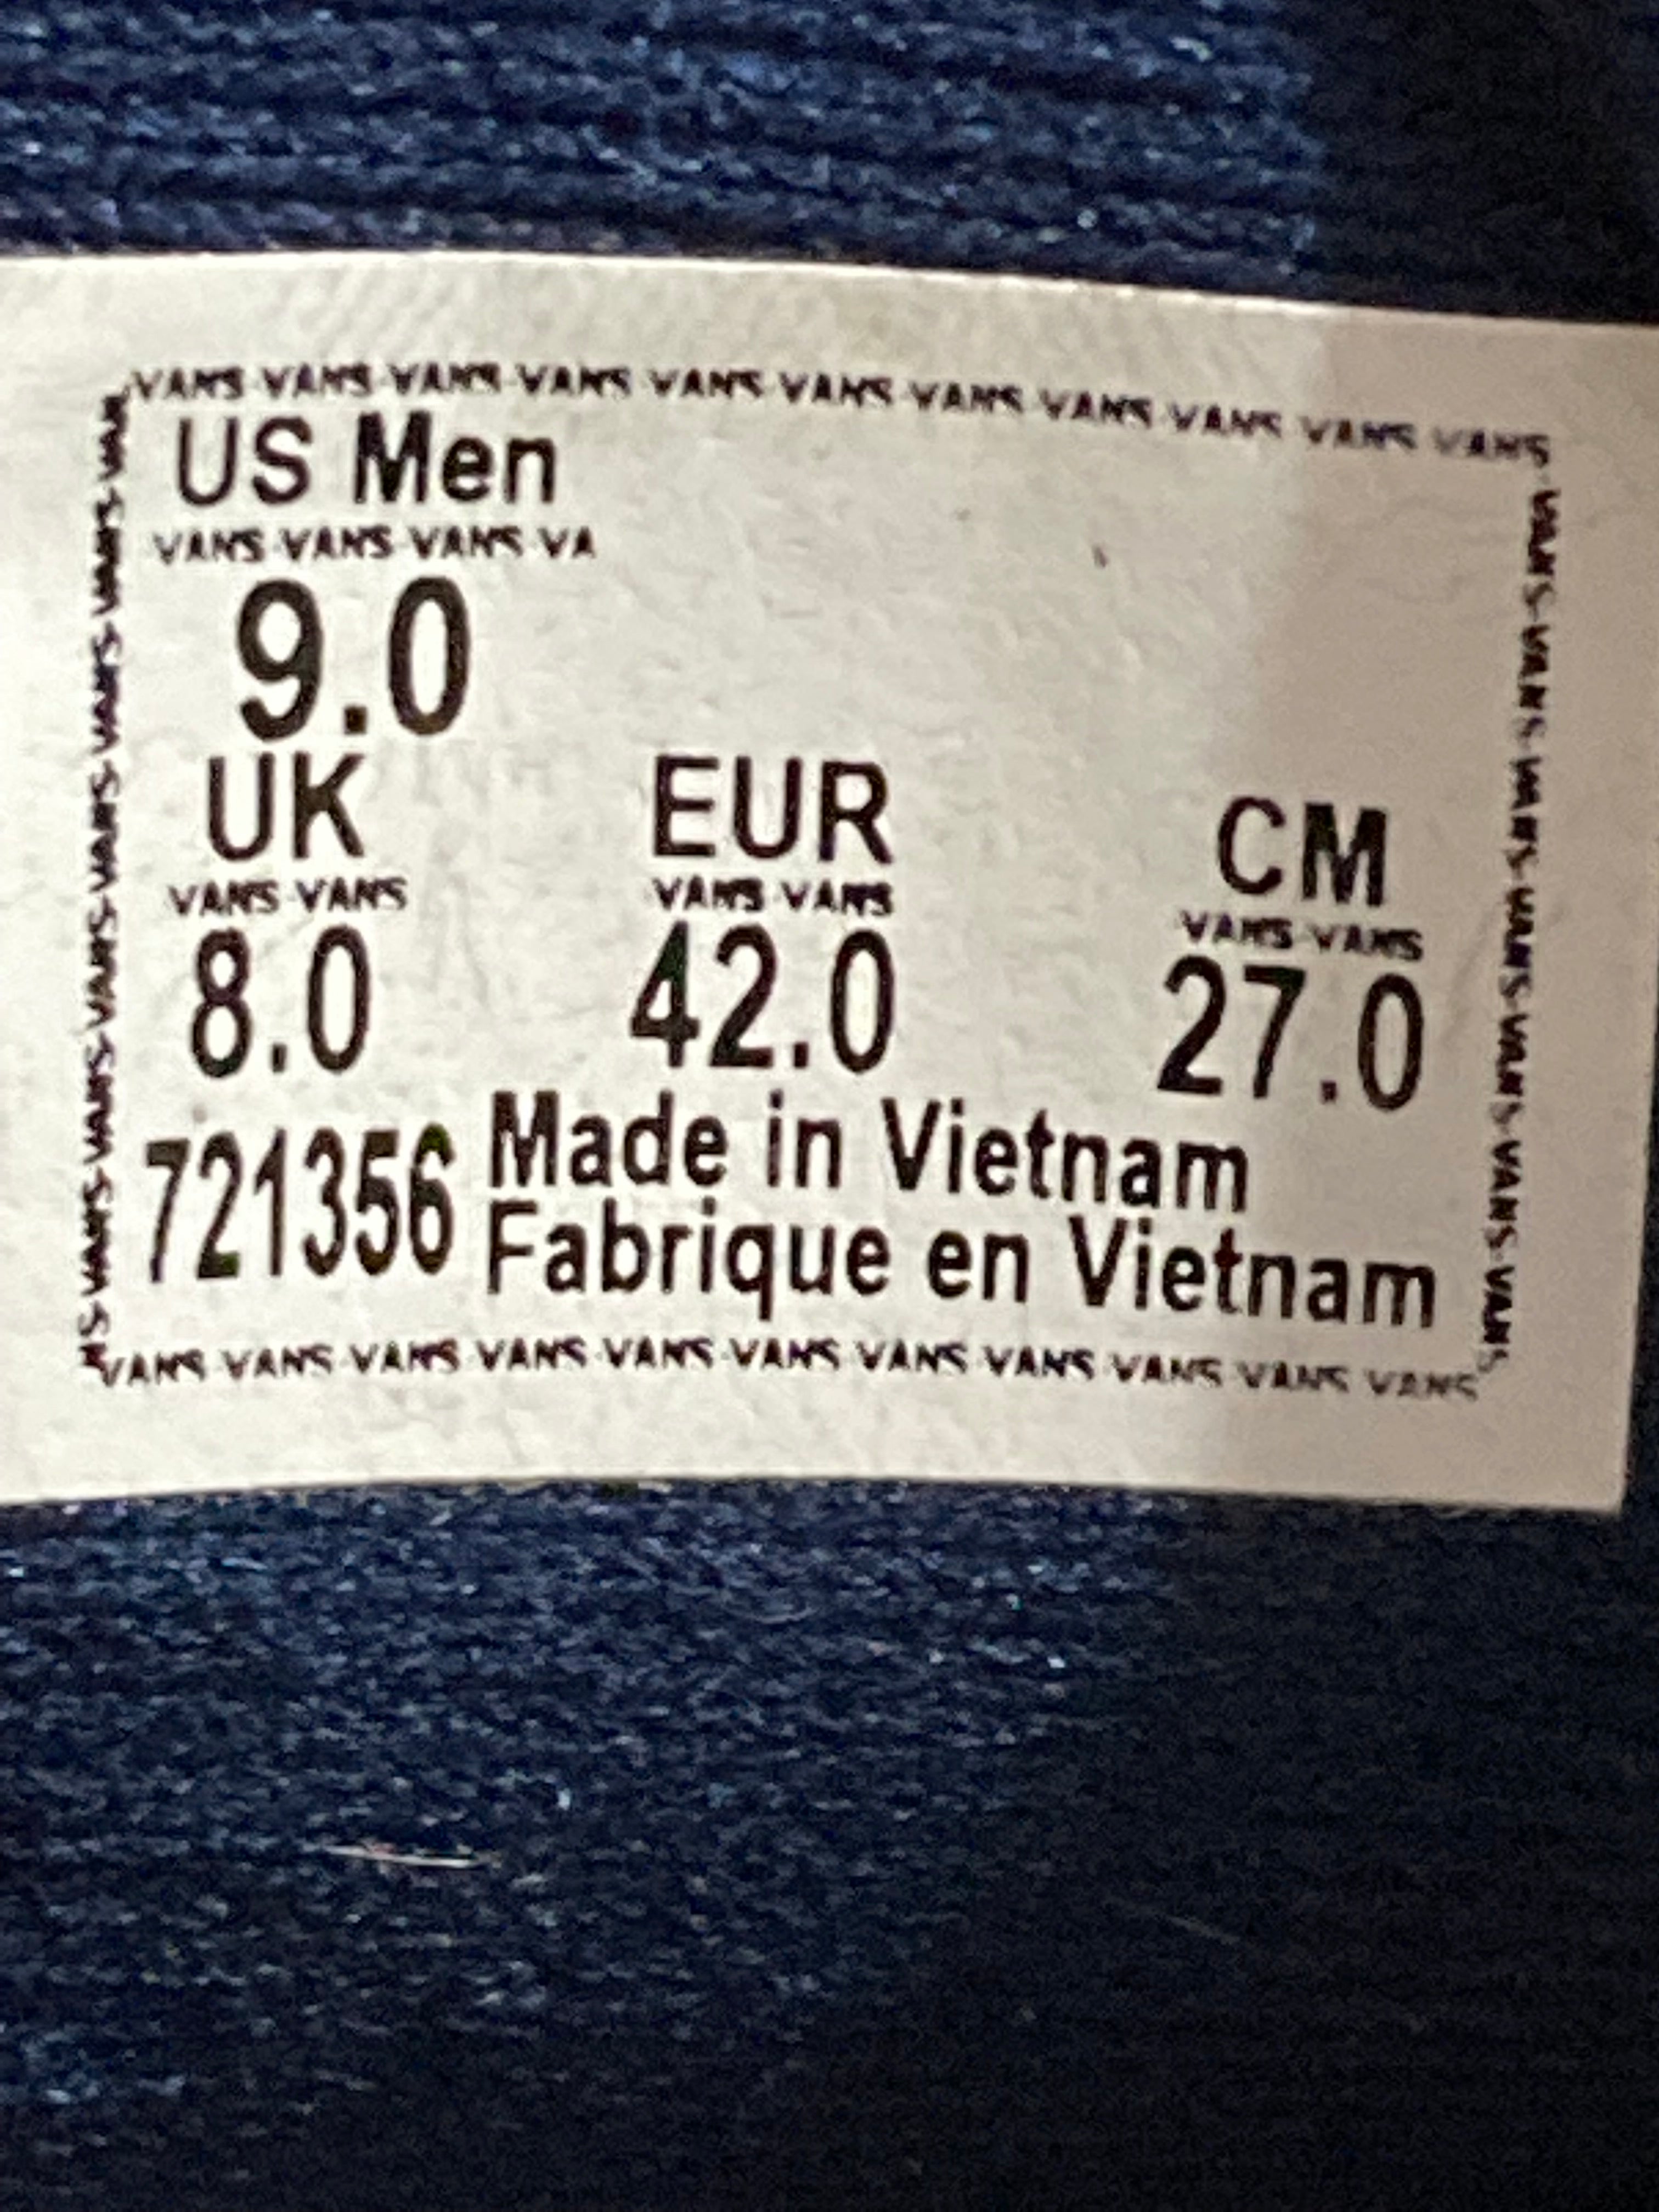 VANS VANS VANS VANS VANS VANS VANS VANS VANS VANS VANS
US Men
VANS VANS VANS VA
9.0
UK EUR CM
VANS VANS VANS VANS VANS VANS
8.0 42.0 27.0
721356 Made in Vietnam
Fabrique en Vietnam
VANS VANS VANS VANS VANS VANS VANS VANS VANS VANS VANS